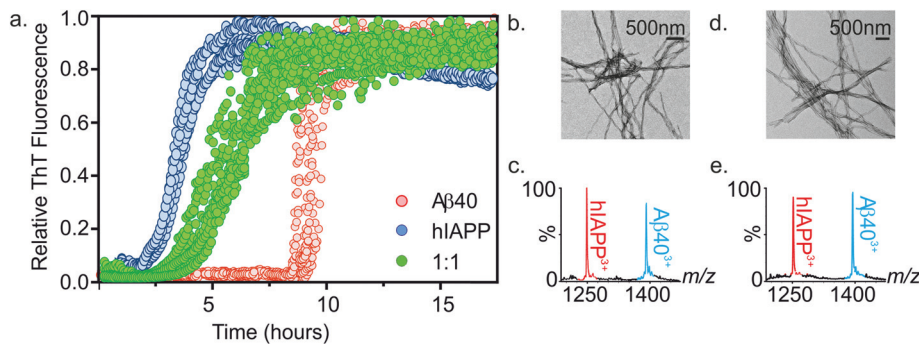 a.
Relative ThT Fluorescence
1.0
0.8
0.6
0.4
0.2
0.0
5
10
15
Time (hours)
Aβ40
hIAPP
1:1
b.
500nm
c.
100
%
0
hIAPP³⁺
Aβ40³⁺
m/z
1250
1400
d.
500nm
e.
100
%
0
hIAPP³⁺
Aβ40³⁺
m/z
1250
1400